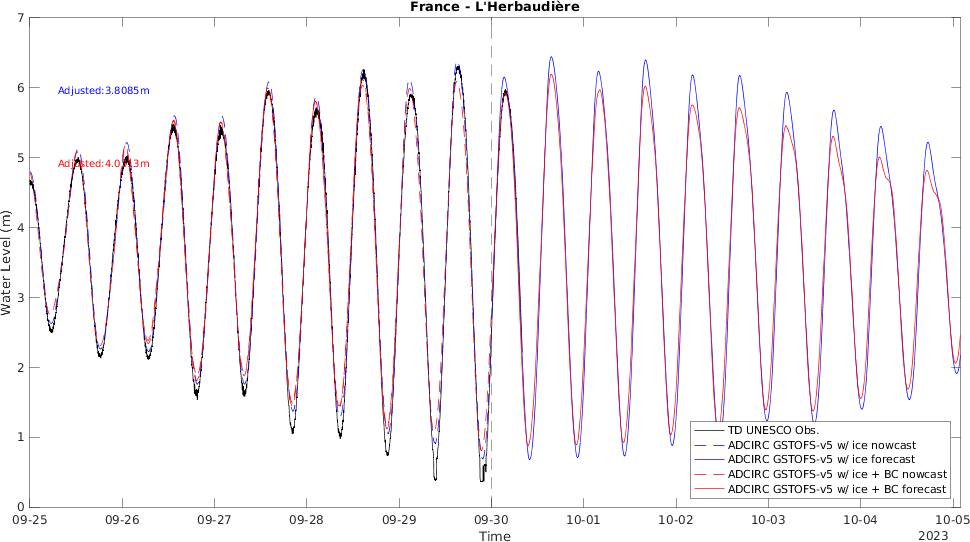 France - L'Herbaudière
7
6
5
4
3
2
1
0
Water Level (m)
Adjusted:3.8085m
TD UNESCO Obs.
ADCIRC GSTOFS-v5 w/ ice nowcast
ADCIRC GSTOFS-v5 w/ ice forecast
ADCIRC GSTOFS-v5 w/ ice + BC nowcast
ADCIRC GSTOFS-v5 w/ ice + BC forecast
09-25 09-26 09-27 09-28 09-29 09-30 10-01 10-02 10-03 10-04 10-05
Time
2023